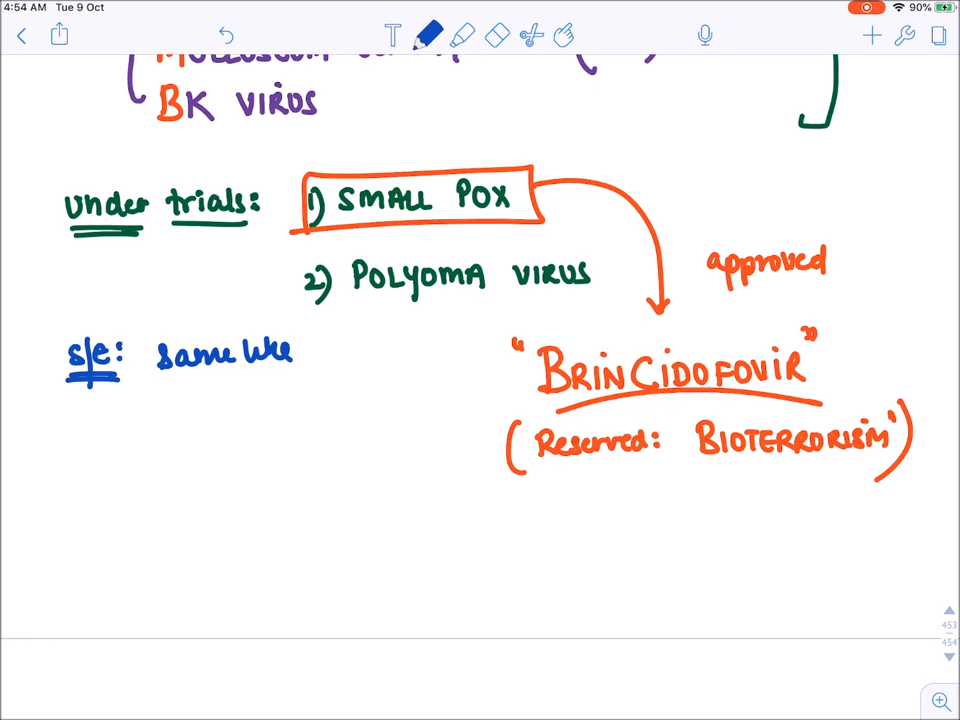 4:54 AM Tue 9 Oct
90%
T
BK VIRUS
Under trials: 1) SMALL POX
approved
2) POLYOMA VIRUS
S/E: Same like
"BRINCIDOFOVIR"
(Reserved: BIOTERRORISM")
453
454